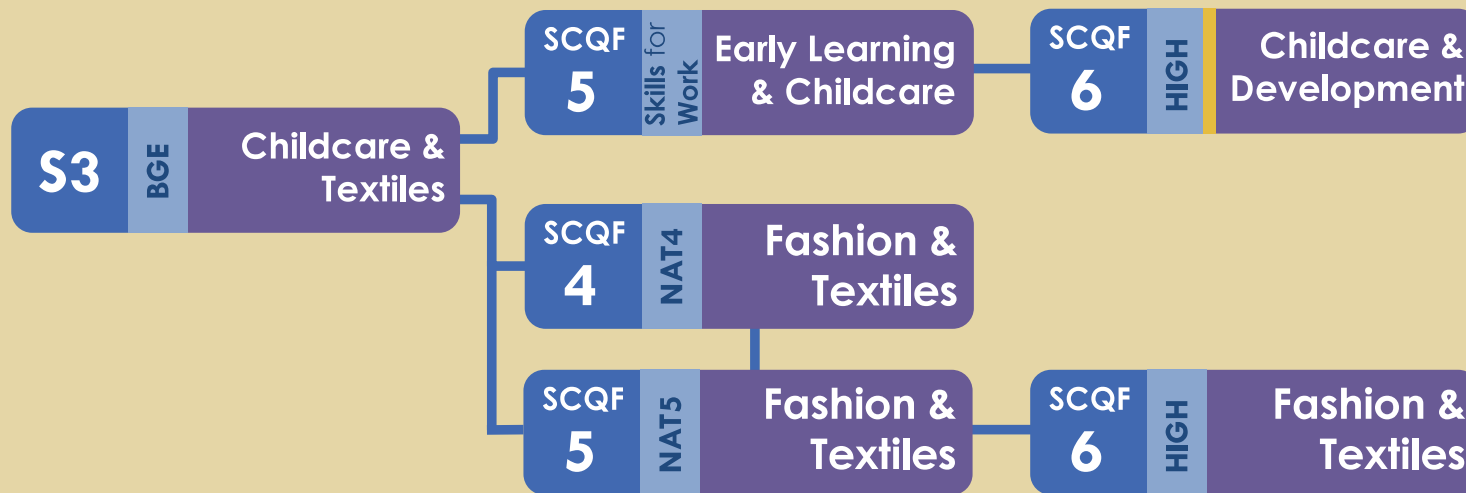 SCQF
5
Skills for
Work
Early Learning
& Childcare
SCQF
6
HIGH
Childcare &
Development
S3
BGE
Childcare &
Textiles
SCQF
4
NAT4
Fashion &
Textiles
SCQF
5
NAT5
Fashion &
Textiles
SCQF
6
HIGH
Fashion &
Textiles